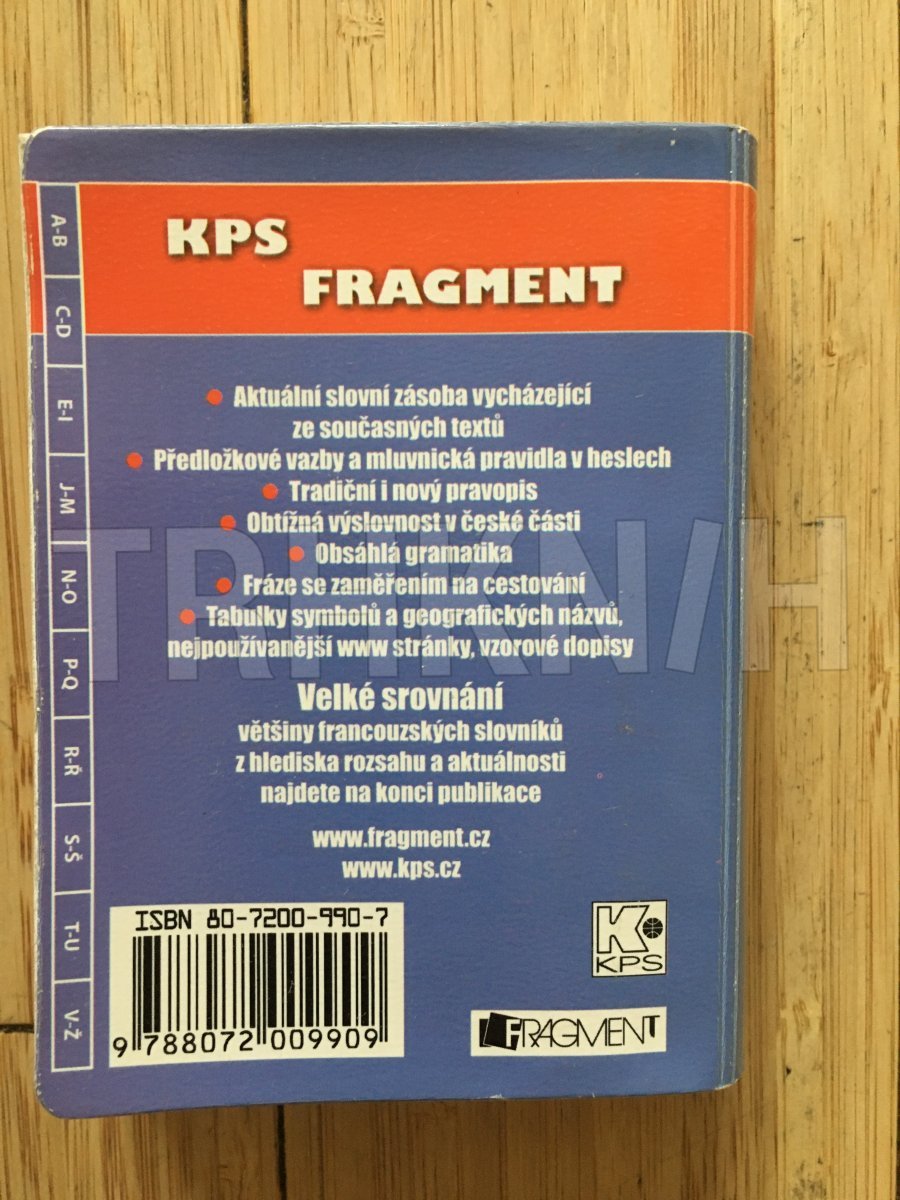 KPS
FRAGMENT
A-B
C-D
E-I
J-M
N-O
P-Q
R-Ř
S-Š
T-U
V-Ž
• Aktuální slovní zásoba vycházející
ze současných textů
• Předložkové vazby a mluvnická pravidla v heslech
• Tradiční i nový pravopis
• Obtížná výslovnost v české části
• Obsáhlá gramatika
• Fráze se zaměřením na cestování
• Tabulky symbolů a geografických názvů,
nejpoužívanější www stránky, vzorové dopisy
Velké srovnání
většiny francouzských slovníků
z hlediska rozsahu a aktuálnosti
najdete na konci publikace
www.fragment.cz
www.kps.cz
ISBN 80-7200-990-7
9 788072 009909
K
KPS
FRAGMENT